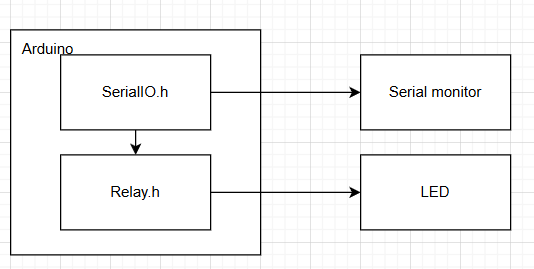 Arduino
SerialIO.h
Serial monitor
Relay.h
LED